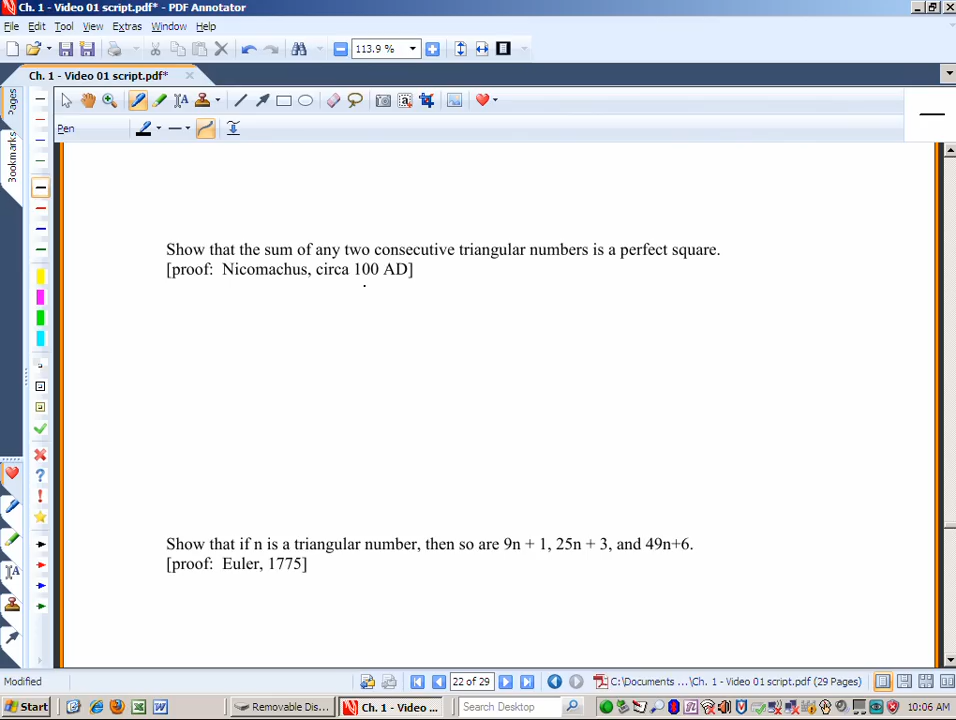 Ch. 1 - Video 01 script.pdf* - PDF Annotator
File Edit Tool View Extras Window Help
113.9 %
Ch. 1 - Video 01 script.pdf*
Pages
Bookmarks
Pen
Show that the sum of any two consecutive triangular numbers is a perfect square.
[proof: Nicomachus, circa 100 AD]
Show that if n is a triangular number, then so are 9n + 1, 25n + 3, and 49n+6.
[proof: Euler, 1775]
Modified
22 of 29
C:\Documents ...\Ch. 1 - Video 01 script.pdf (29 Pages)
Start
Removable Dis...
Ch. 1 - Video ...
Search Desktop
10:06 AM